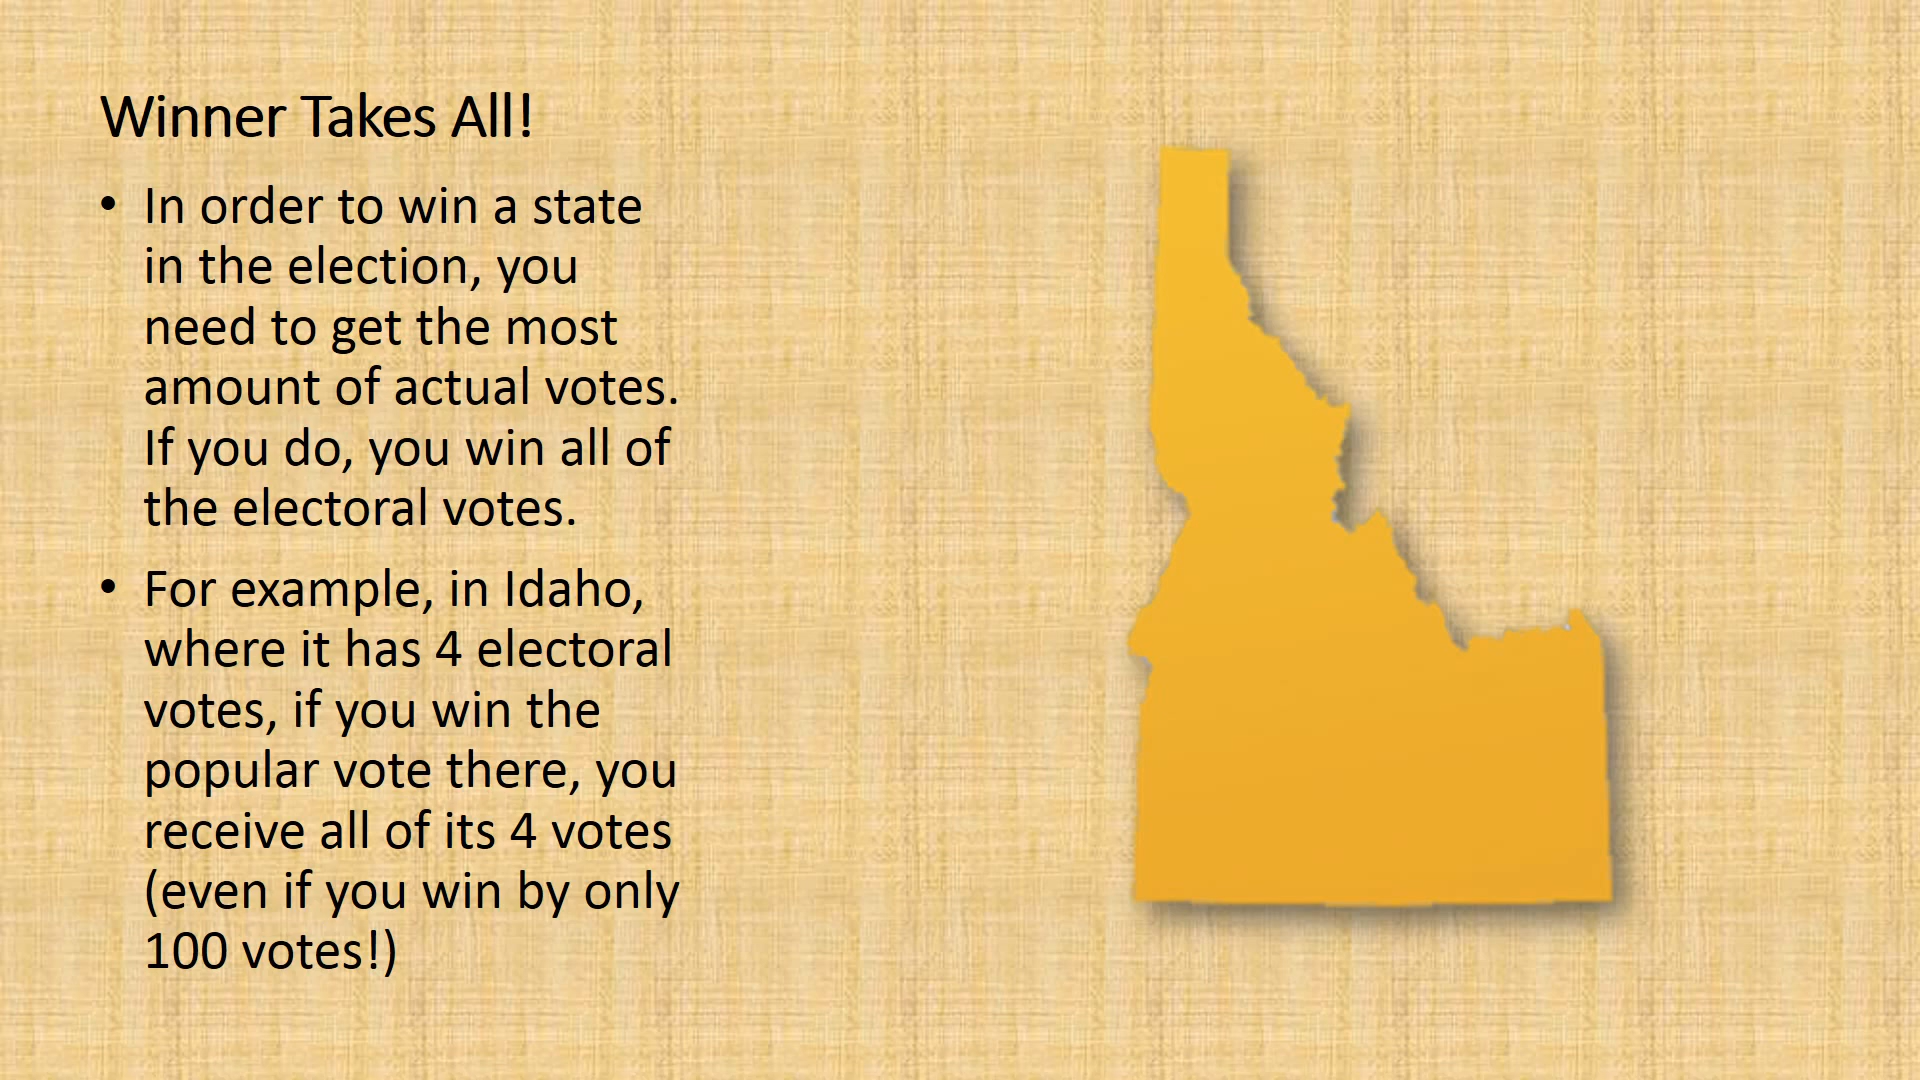 Winner Takes All!
• In order to win a state
in the election, you
need to get the most
amount of actual votes.
If you do, you win all of
the electoral votes.
• For example, in Idaho,
where it has 4 electoral
votes, if you win the
popular vote there, you
receive all of its 4 votes
(even if you win by only
100 votes!)